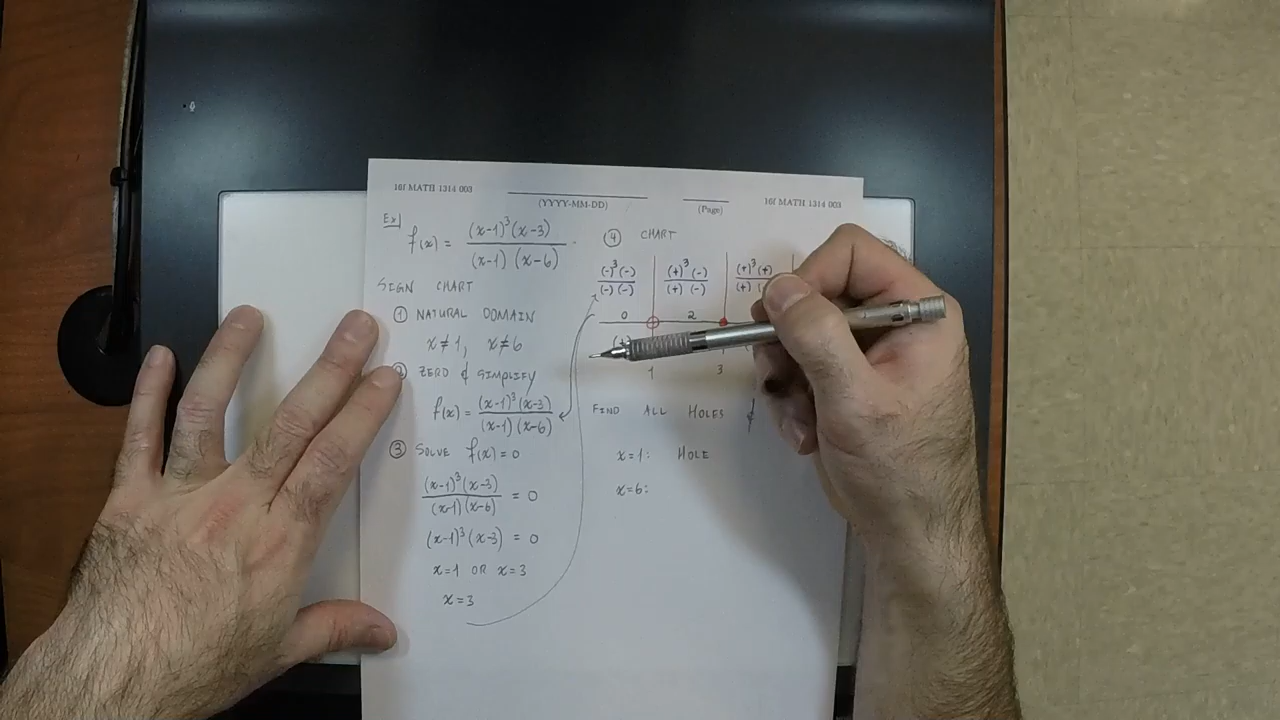 16f MATH 1314 003
(YYYY-MM-DD)
(Page)
16f MATH 1314 003
Ex]
f(x) = (x-1)³(x-3) / (x-1)(x-6)
SIGN CHART
① NATURAL DOMAIN
x≠1, x≠6
ZERO & SIMPLIFY
f(x) = (x-1)³(x-3) / (x-1)(x-6)
③ SOLVE f(x)=0
(x-1)³(x-3) / (x-1)(x-6) = 0
(x-1)³(x-3) = 0
x=1 OR x=3
x=3
④ CHART
(-)³(-) / (-)(-)
(+)³(-) / (+)(-)
(+)³(+) / (+)
0 2
1 3
FIND ALL HOLES &
x=1: HOLE
x=6: